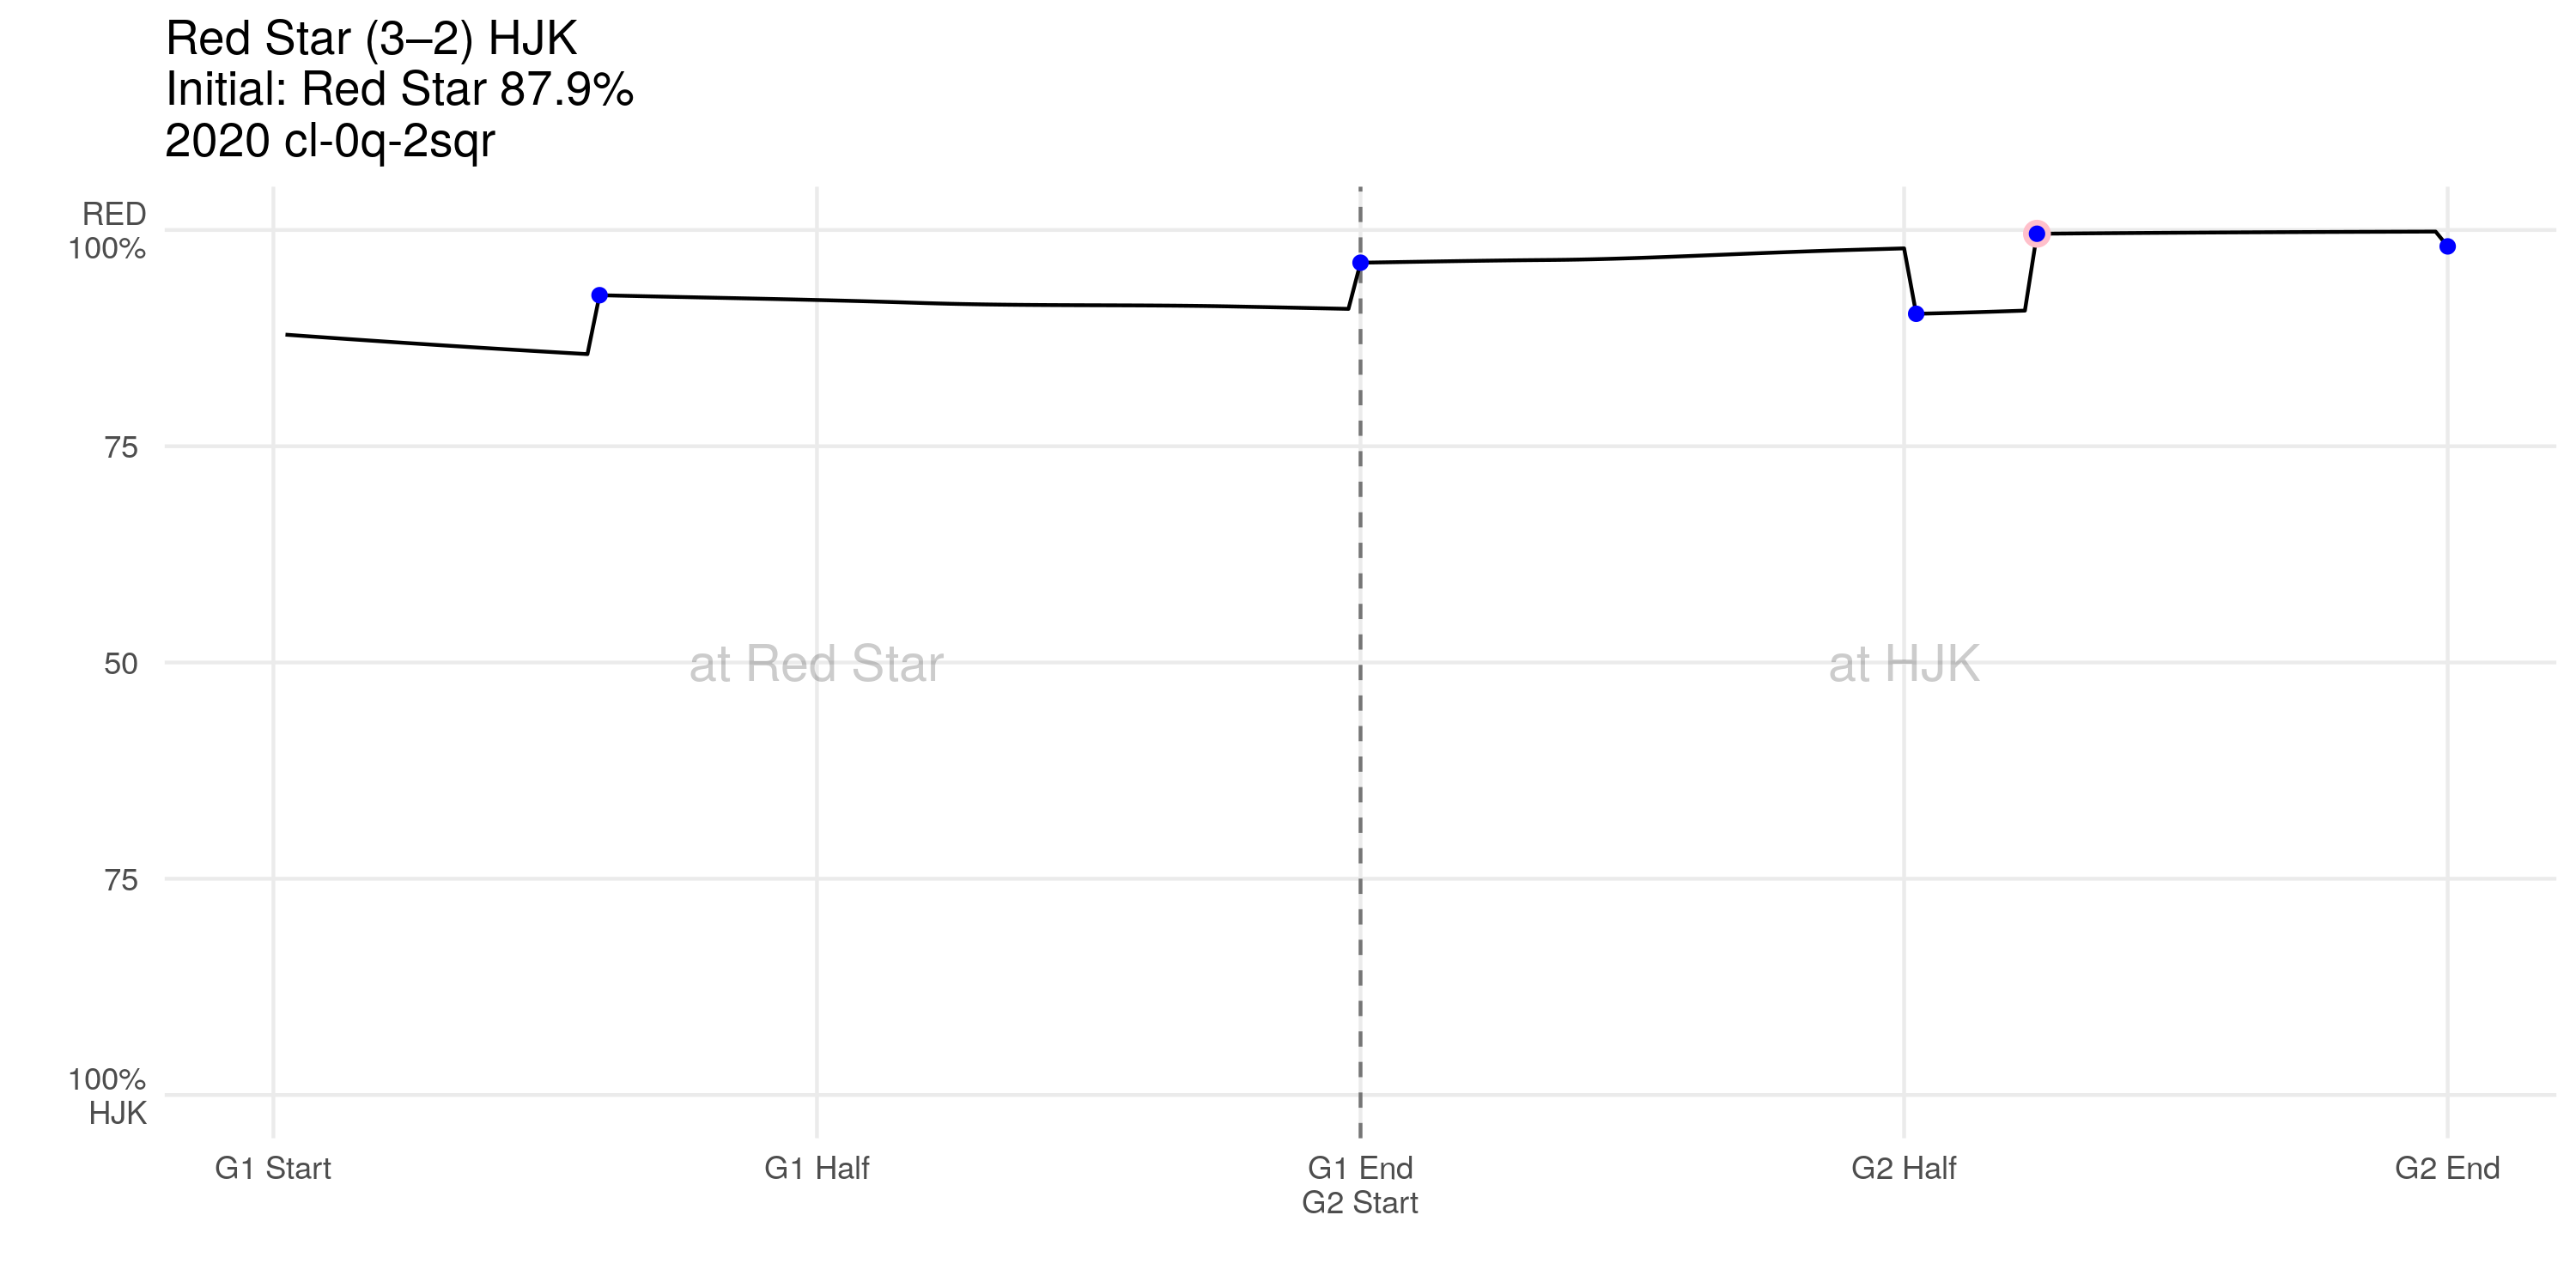 Red Star (3–2) HJK
Initial: Red Star 87.9%
2020 cl-0q-2sqr
RED
100%
75
50
75
100%
HJK
at Red Star
at HJK
G1 Start
G1 Half
G1 End
G2 Start
G2 Half
G2 End